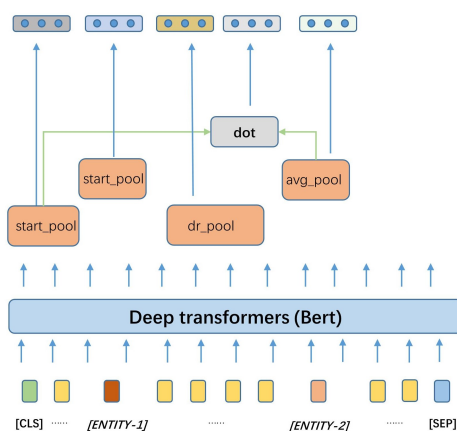 dot
start_pool
avg_pool
start_pool
dr_pool
Deep transformers (Bert)
[CLS] ...... [ENTITY-1] ...... [ENTITY-2] ...... [SEP]